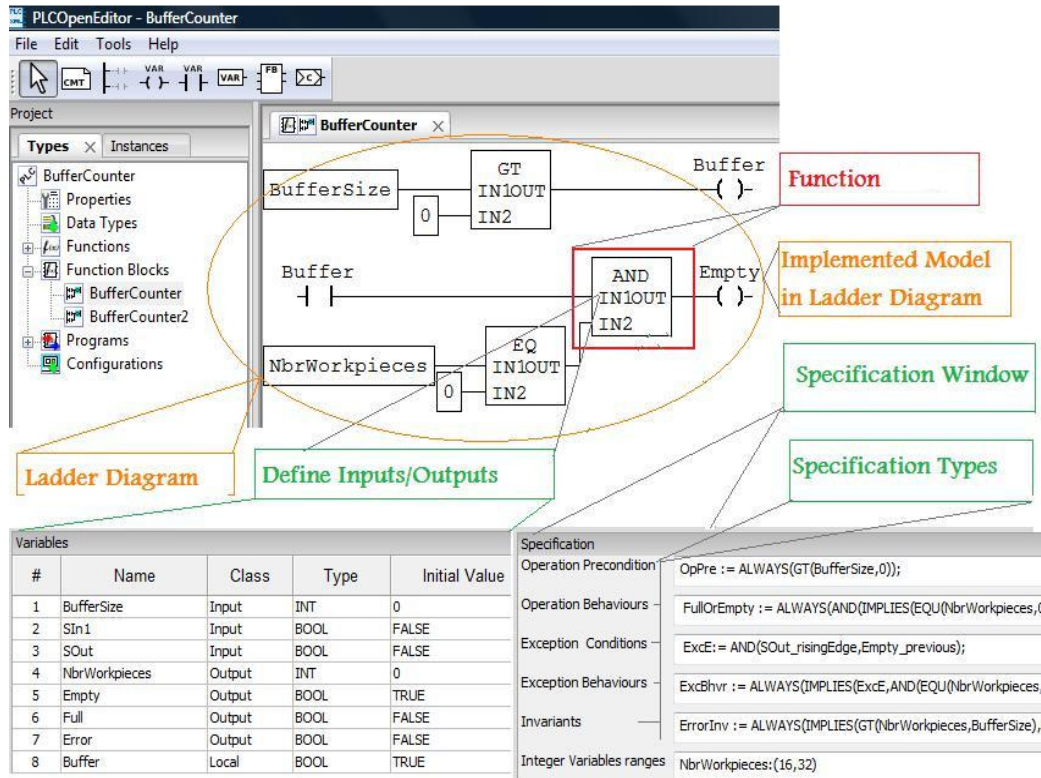 PLCOpenEditor - BufferCounter
File Edit Tools Help
CMT
VAR
VAR
VAR
FB
C
Project
Types
Instances
BufferCounter
Properties
Data Types
Functions
Function Blocks
BufferCounter
BufferCounter2
Programs
Configurations
BufferCounter
BufferSize
GT
IN1OUT
0
IN2
Buffer
( )
Buffer
AND
IN1OUT
IN2
Empty
( )
NbrWorkpieces
EQ
IN1OUT
0
IN2
Function
Implemented Model
in Ladder Diagram
Specification Window
Specification Types
Ladder Diagram
Define Inputs/Outputs
Variables
# Name Class Type Initial Value
1 BufferSize Input INT 0
2 SIn1 Input BOOL FALSE
3 SOut Input BOOL FALSE
4 NbrWorkpieces Output INT 0
5 Empty Output BOOL TRUE
6 Full Output BOOL FALSE
7 Error Output BOOL FALSE
8 Buffer Local BOOL TRUE
Specification
Operation Precondition OpPre := ALWAYS(GT(BufferSize,0));
Operation Behaviours FullOrEmpty := ALWAYS(AND(IMPLIES(EQU(NbrWorkpieces,0
Exception Conditions ExcE:= AND(SOut_risingEdge,Empty_previous);
Exception Behaviours ExcBhvr := ALWAYS(IMPLIES(ExcE,AND(EQU(NbrWorkpieces,
Invariants ErrorInv := ALWAYS(IMPLIES(GT(NbrWorkpieces,BufferSize),
Integer Variables ranges NbrWorkpieces:(16,32)